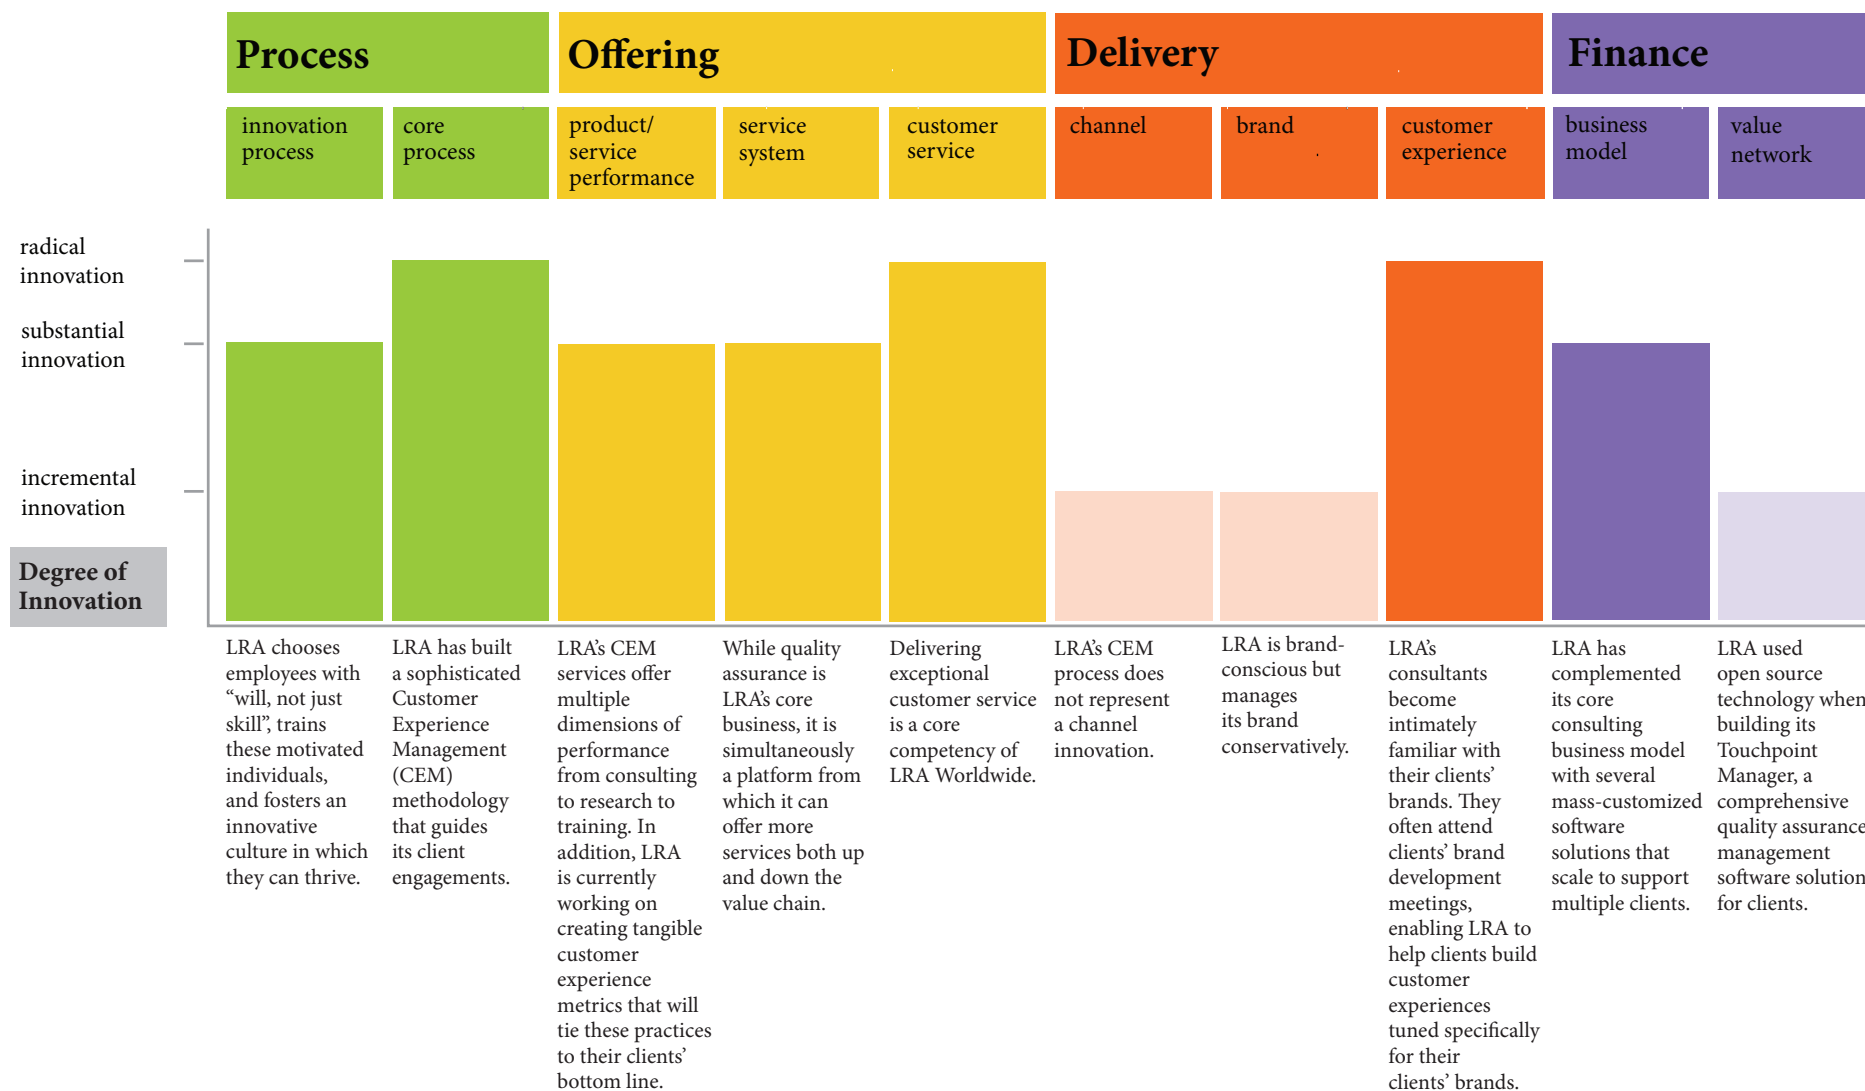 Process
Offering
Delivery
Finance
innovation
process
core
process
product/
service
performance
service
system
customer
service
channel
brand
customer
experience
business
model
value
network
radical
innovation
substantial
innovation
incremental
innovation
Degree of
Innovation
LRA chooses
employees with
“will, not just
skill”, trains
these motivated
individuals,
and fosters an
innovative
culture in which
they can thrive.
LRA has built
a sophisticated
Customer
Experience
Management
(CEM)
methodology
that guides
its client
engagements.
LRA’s CEM
services offer
multiple
dimensions of
performance
from consulting
to research to
training. In
addition, LRA
is currently
working on
creating tangible
customer
experience
metrics that will
tie these practices
to their clients’
bottom line.
While quality
assurance is
LRA’s core
business, it is
simultaneously
a platform from
which it can
offer more
services both up
and down the
value chain.
Delivering
exceptional
customer service
is a core
competency of
LRA Worldwide.
LRA’s CEM
process does
not represent
a channel
innovation.
LRA is brand-
conscious but
manages
its brand
conservatively.
LRA’s
consultants
become
intimately
familiar with
their clients’
brands. They
often attend
clients’ brand
development
meetings,
enabling LRA to
help clients build
customer
experiences
tuned specifically
for their
clients’ brands.
LRA has
complemented
its core
consulting
business model
with several
mass-customized
software
solutions that
scale to support
multiple clients.
LRA used
open source
technology when
building its
Touchpoint
Manager, a
comprehensive
quality assurance
management
software solution
for clients.